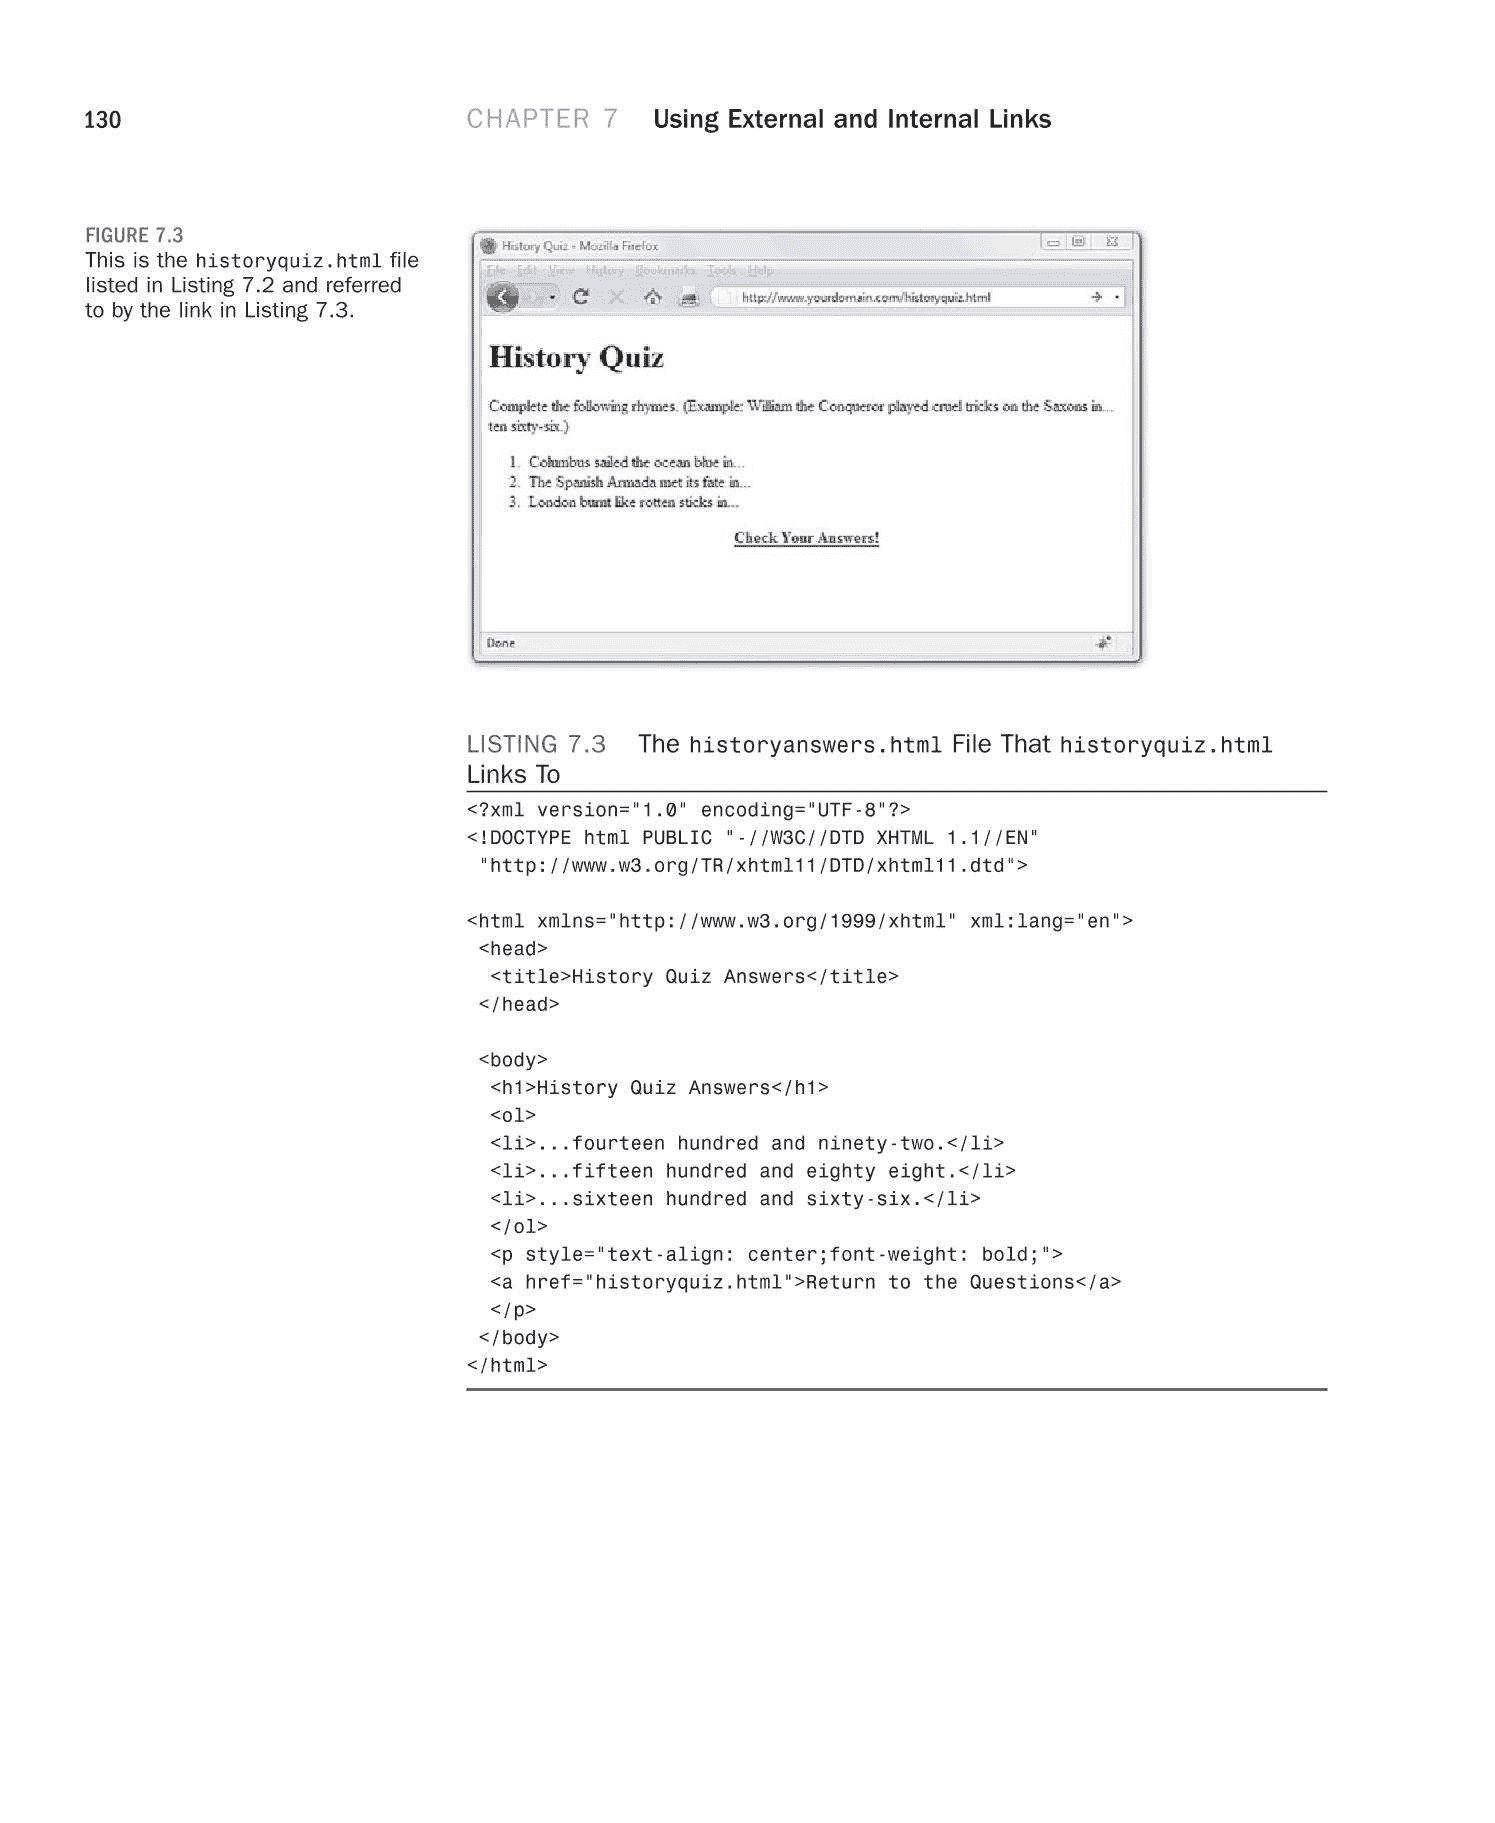 130
CHAPTER 7 Using External and Internal Links
FIGURE 7.3
This is the historyquiz.html file
listed in Listing 7.2 and referred
to by the link in Listing 7.3.
History Quiz - Mozilla Firefox
File Edit View History Bookmarks Tools Help
http://www.yourdomain.com/historyquiz.html
History Quiz
Complete the following rhymes. (Example: William the Conqueror played cruel tricks on the Saxons in...
ten sixty-six.)
1. Columbus sailed the ocean blue in...
2. The Spanish Armada met its fate in...
3. London burnt like rotten sticks in...
Check Your Answers!
Done
LISTING 7.3 The historyanswers.html File That historyquiz.html
Links To
<?xml version="1.0" encoding="UTF-8"?>
<!DOCTYPE html PUBLIC "-//W3C//DTD XHTML 1.1//EN"
"http://www.w3.org/TR/xhtml11/DTD/xhtml11.dtd">
<html xmlns="http://www.w3.org/1999/xhtml" xml:lang="en">
<head>
<title>History Quiz Answers</title>
</head>
<body>
<h1>History Quiz Answers</h1>
<ol>
<li>...fourteen hundred and ninety-two.</li>
<li>...fifteen hundred and eighty eight.</li>
<li>...sixteen hundred and sixty-six.</li>
</ol>
<p style="text-align: center;font-weight: bold;">
<a href="historyquiz.html">Return to the Questions</a>
</p>
</body>
</html>